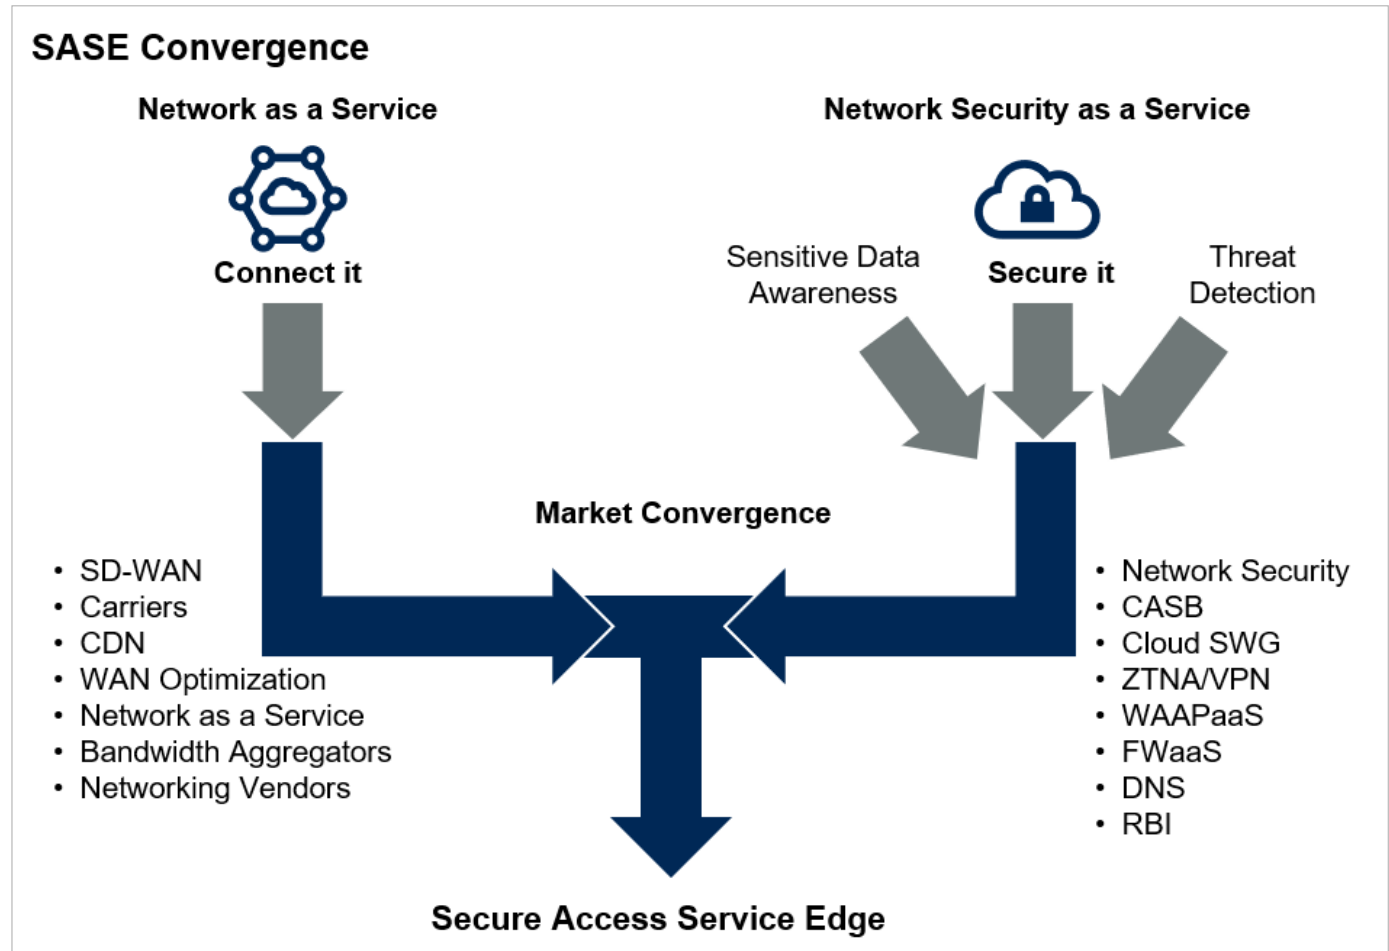 SASE Convergence
Network as a Service
Network Security as a Service
Connect it
Sensitive Data
Awareness
Secure it
Threat
Detection
Market Convergence
• SD-WAN
• Carriers
• CDN
• WAN Optimization
• Network as a Service
• Bandwidth Aggregators
• Networking Vendors
• Network Security
• CASB
• Cloud SWG
• ZTNA/VPN
• WAAPaaS
• FWaaS
• DNS
• RBI
Secure Access Service Edge